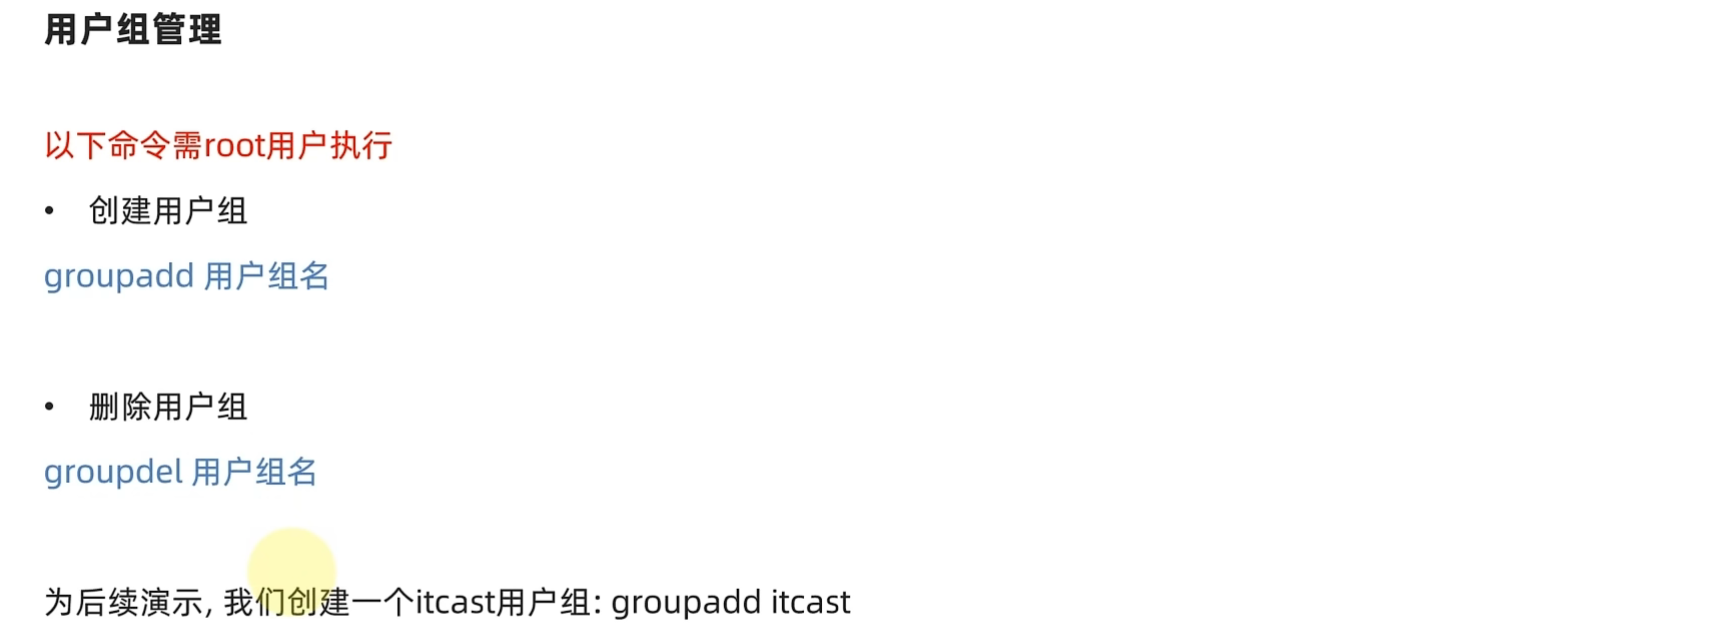 用户组管理
以下命令需root用户执行
• 创建用户组
groupadd 用户组名
• 删除用户组
groupdel 用户组名
为后续演示, 我们创建一个itcast用户组: groupadd itcast